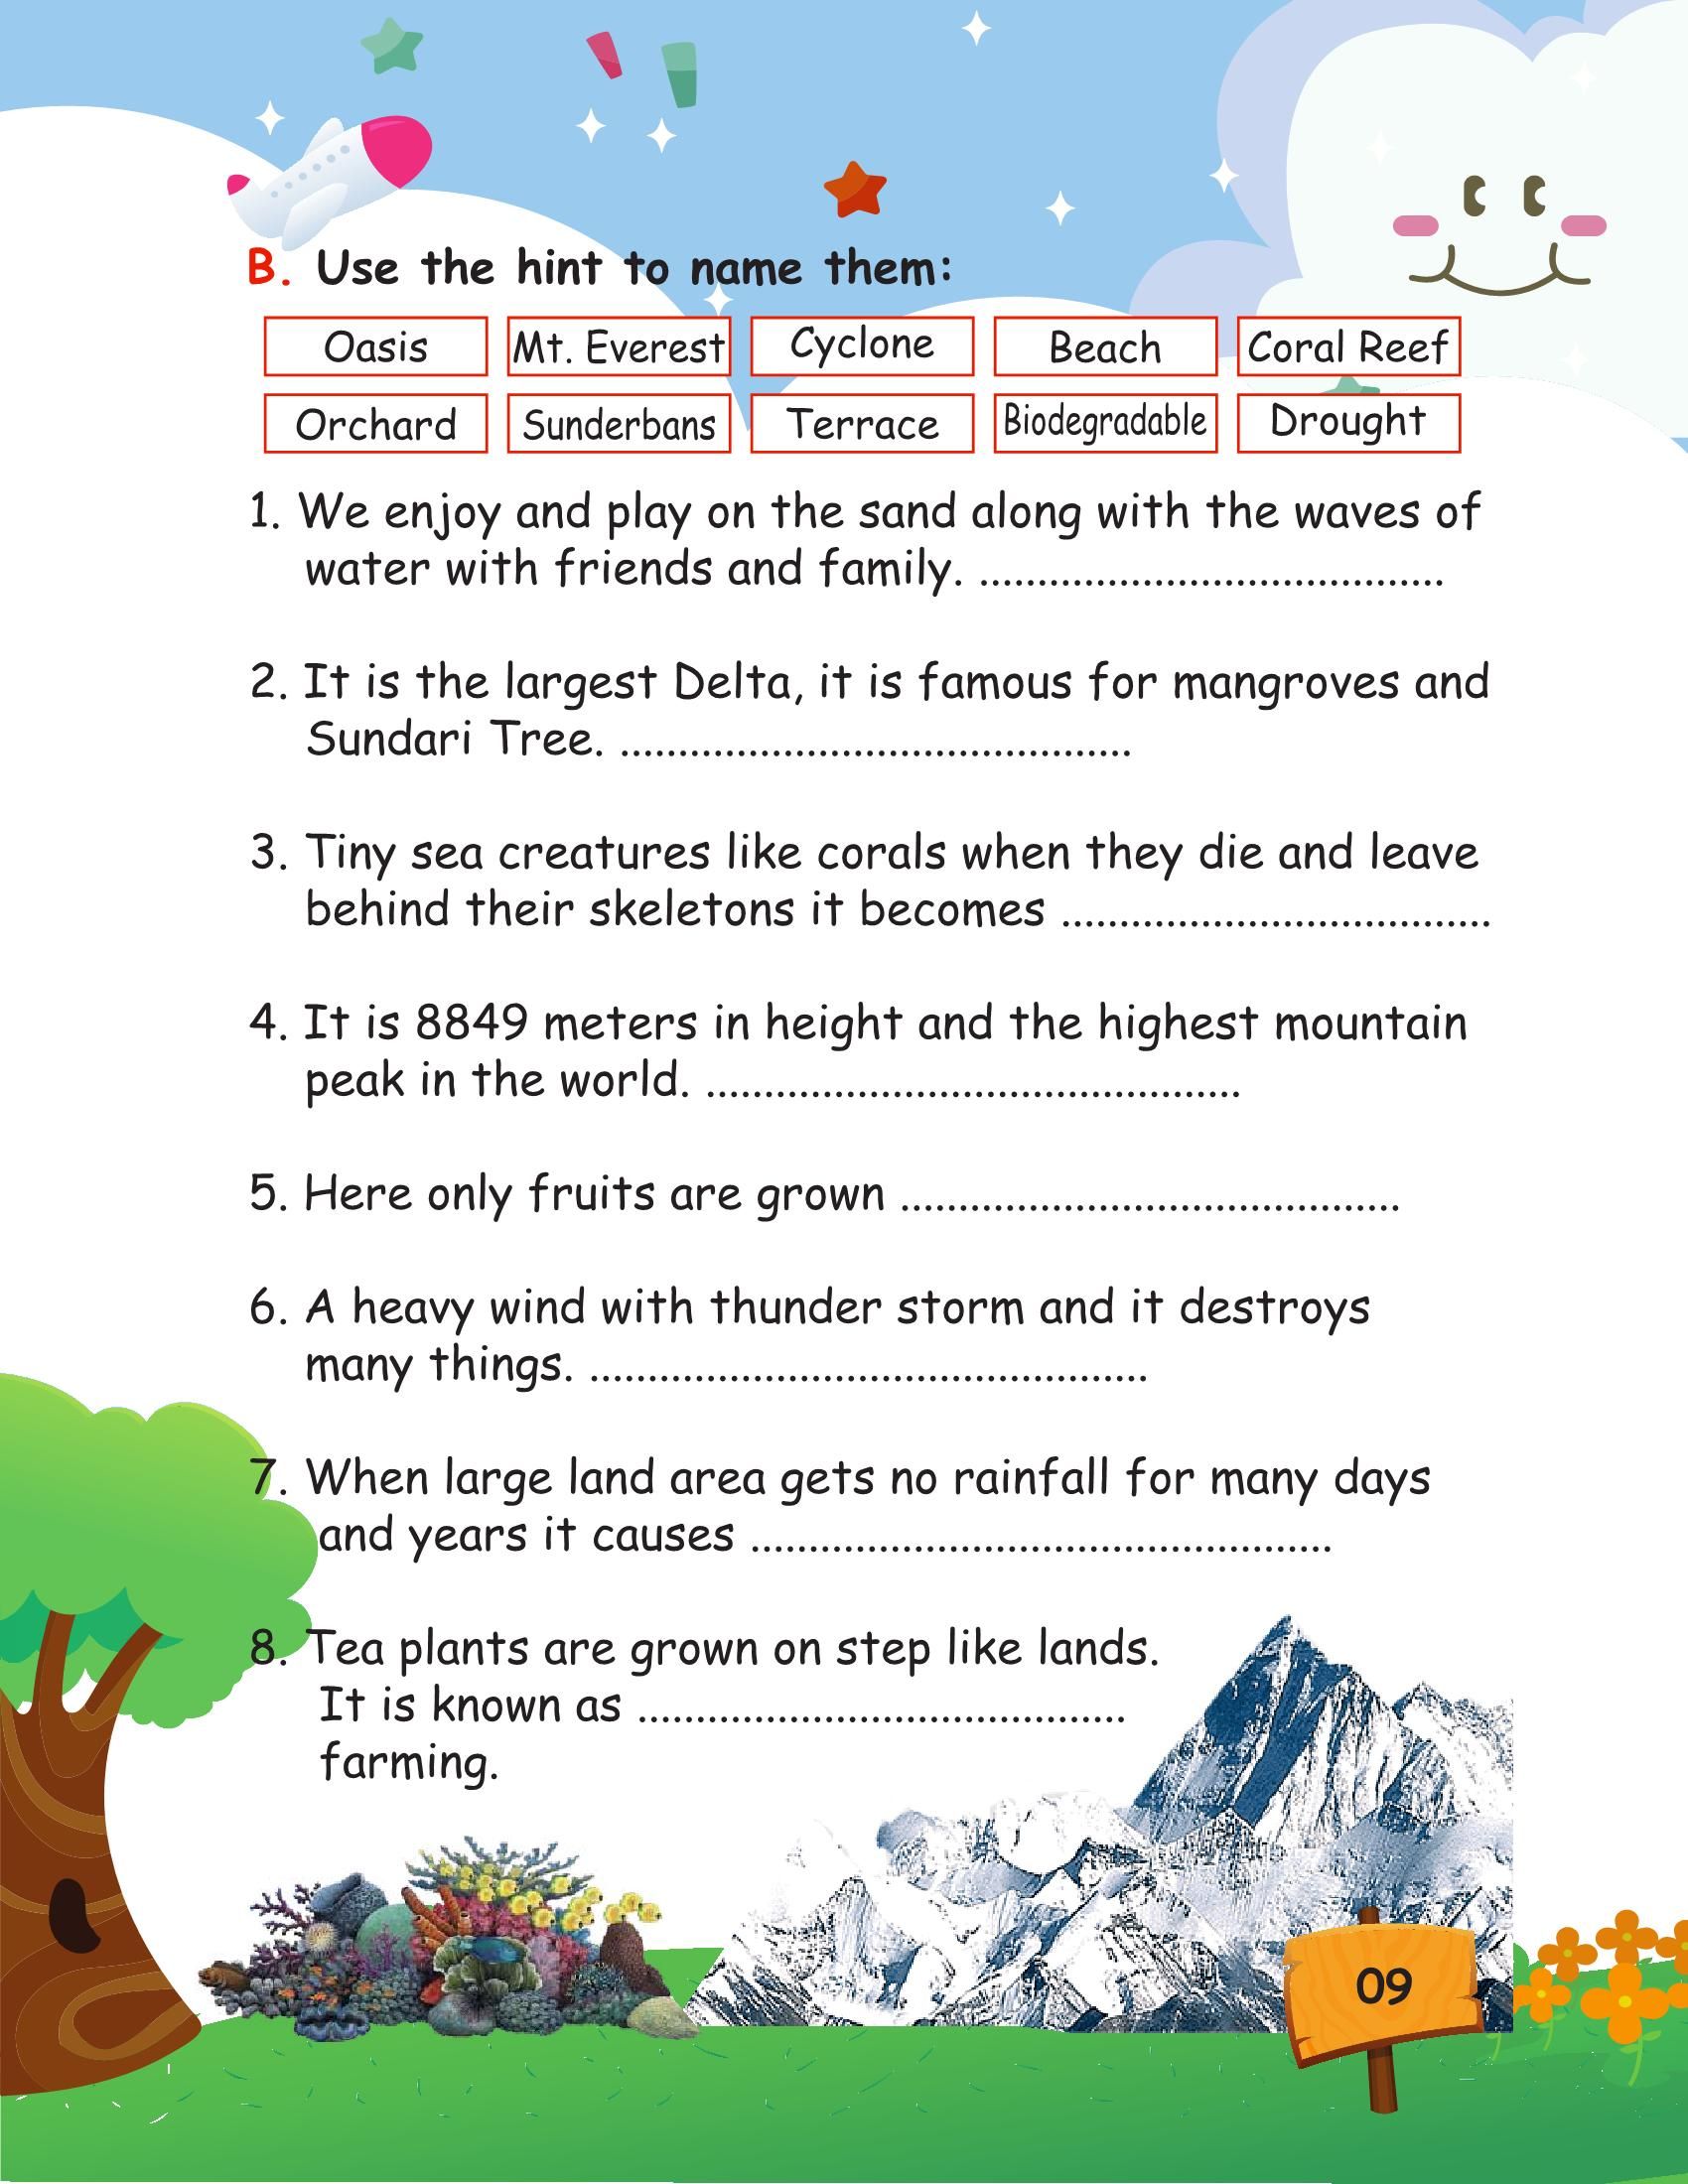 B. Use the hint to name them:
Oasis Mt. Everest Cyclone Beach Coral Reef
Orchard Sunderbans Terrace Biodegradable Drought
1. We enjoy and play on the sand along with the waves of
water with friends and family. ........................................
2. It is the largest Delta, it is famous for mangroves and
Sundari Tree. ............................................
3. Tiny sea creatures like corals when they die and leave
behind their skeletons it becomes .....................................
4. It is 8849 meters in height and the highest mountain
peak in the world. ..............................................
5. Here only fruits are grown ...........................................
6. A heavy wind with thunder storm and it destroys
many things. ................................................
7. When large land area gets no rainfall for many days
and years it causes ..................................................
8. Tea plants are grown on step like lands.
It is known as ..........................................
farming.
09